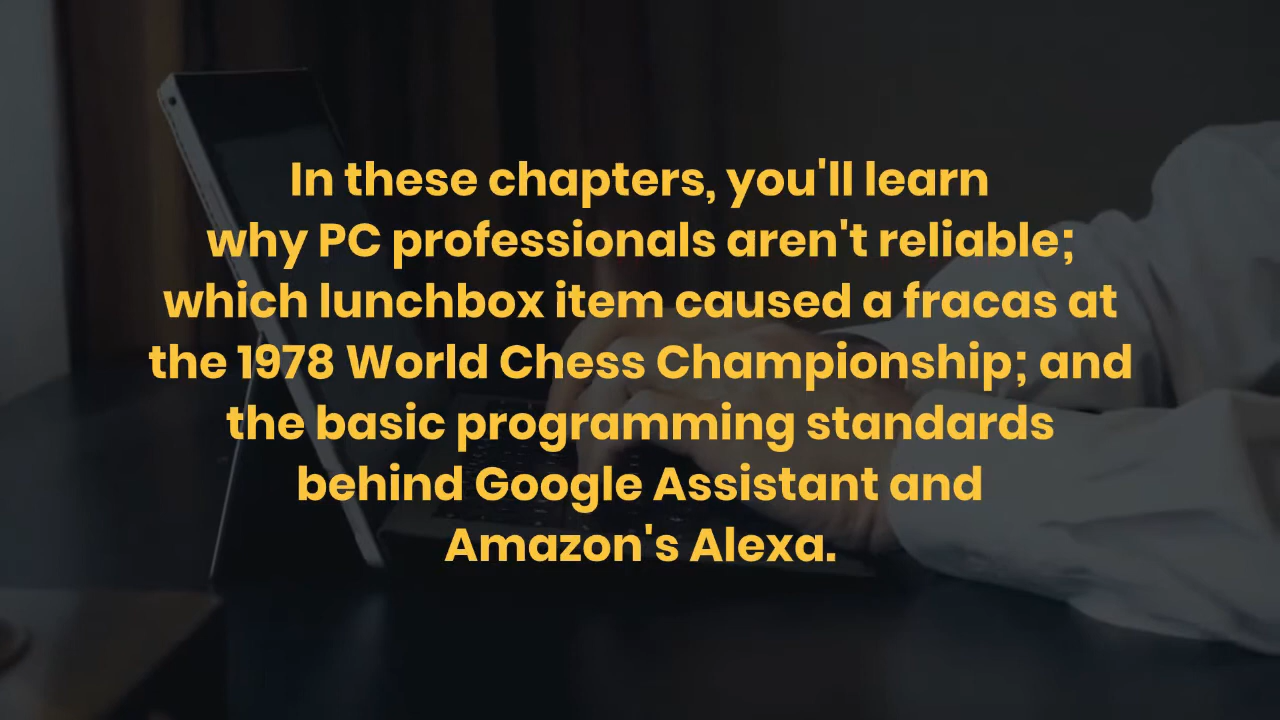 In these chapters, you'll learn
why PC professionals aren't reliable;
which lunchbox item caused a fracas at
the 1978 World Chess Championship; and
the basic programming standards
behind Google Assistant and
Amazon's Alexa.